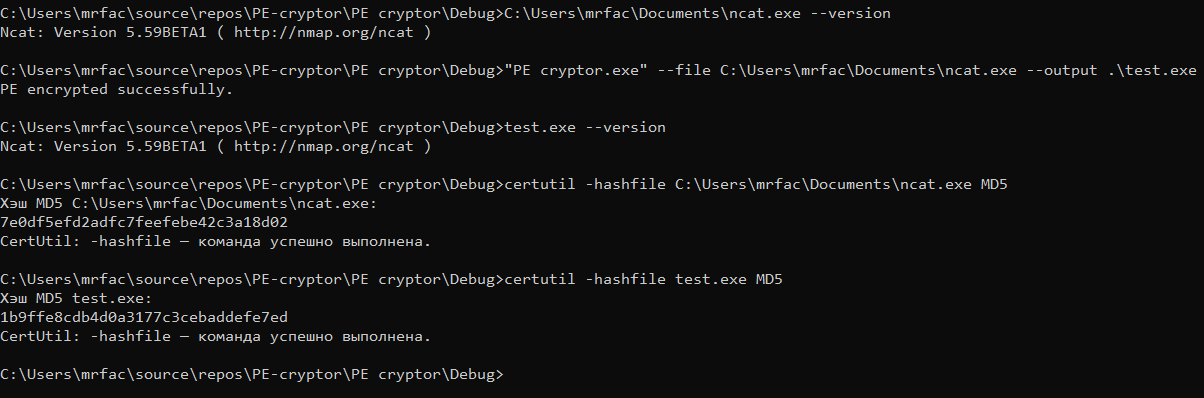 C:\Users\mrfac\source\repos\PE-cryptor\PE cryptor\Debug>C:\Users\mrfac\Documents\ncat.exe --version
Ncat: Version 5.59BETA1 ( http://nmap.org/ncat )
C:\Users\mrfac\source\repos\PE-cryptor\PE cryptor\Debug>"PE cryptor.exe" --file C:\Users\mrfac\Documents\ncat.exe --output .\test.exe
PE encrypted successfully.
C:\Users\mrfac\source\repos\PE-cryptor\PE cryptor\Debug>test.exe --version
Ncat: Version 5.59BETA1 ( http://nmap.org/ncat )
C:\Users\mrfac\source\repos\PE-cryptor\PE cryptor\Debug>certutil -hashfile C:\Users\mrfac\Documents\ncat.exe MD5
Хэш MD5 C:\Users\mrfac\Documents\ncat.exe:
7e0df5efd2adfc7feefebe42c3a18d02
CertUtil: -hashfile — команда успешно выполнена.
C:\Users\mrfac\source\repos\PE-cryptor\PE cryptor\Debug>certutil -hashfile test.exe MD5
Хэш MD5 test.exe:
1b9ffe8cdb4d0a3177c3cebaddefe7ed
CertUtil: -hashfile — команда успешно выполнена.
C:\Users\mrfac\source\repos\PE-cryptor\PE cryptor\Debug>